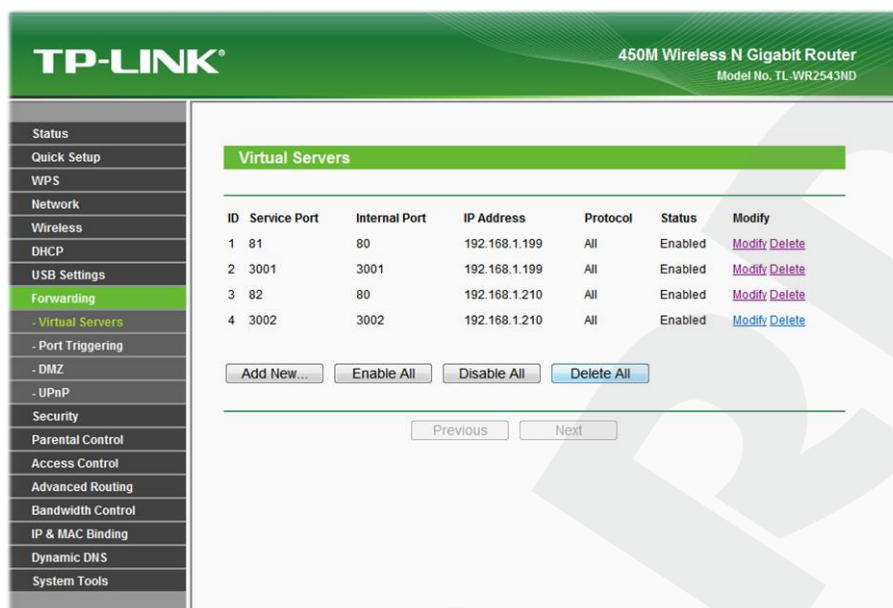 TP-LINK®
450M Wireless N Gigabit Router
Model No. TL-WR2543ND
Status
Quick Setup
WPS
Network
Wireless
DHCP
USB Settings
Forwarding
- Virtual Servers
- Port Triggering
- DMZ
- UPnP
Security
Parental Control
Access Control
Advanced Routing
Bandwidth Control
IP & MAC Binding
Dynamic DNS
System Tools
Virtual Servers
ID Service Port Internal Port IP Address Protocol Status Modify
1 81 80 192.168.1.199 All Enabled Modify Delete
2 3001 3001 192.168.1.199 All Enabled Modify Delete
3 82 80 192.168.1.210 All Enabled Modify Delete
4 3002 3002 192.168.1.210 All Enabled Modify Delete
Add New... Enable All Disable All Delete All
Previous Next